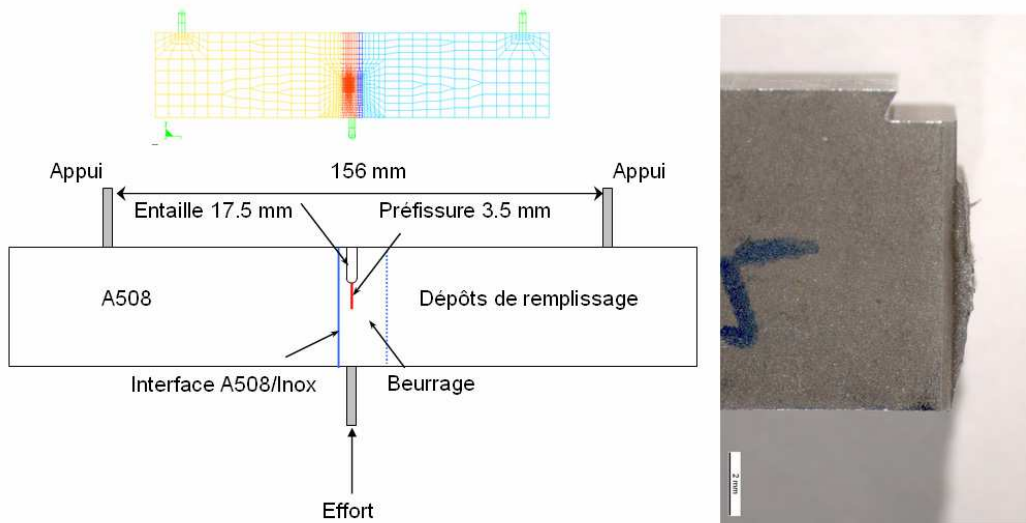 Appui
156 mm
Appui
Entaille 17.5 mm
Préfissure 3.5 mm
A508
Dépôts de remplissage
Interface A508/Inox
Beurrage
Effort
2 mm